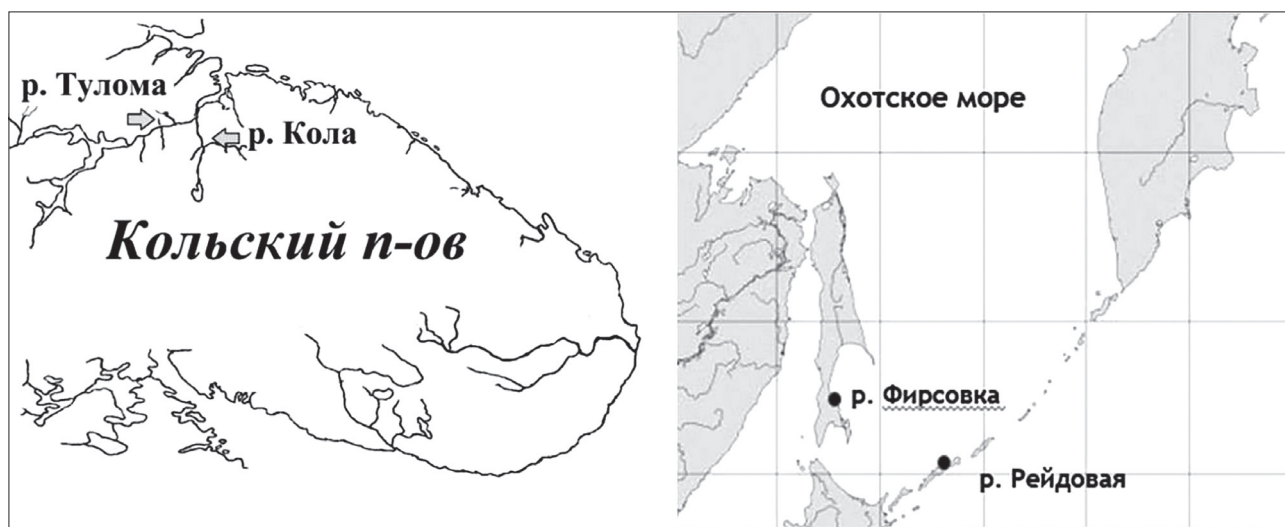 р. Тулома
р. Кола
Кольский п-ов
Охотское море
р. Фирсовка
р. Рейдовая